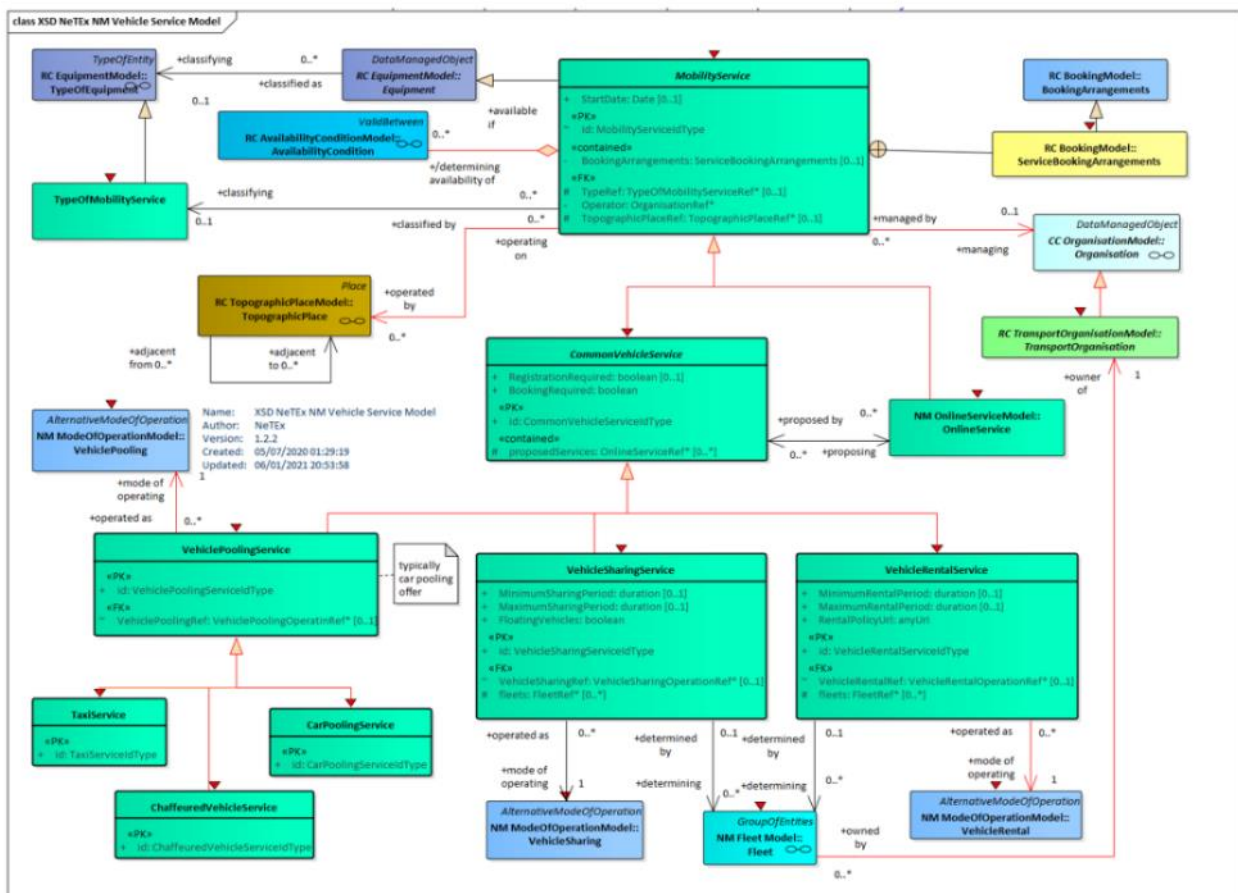 class XSD NeTEx NM Vehicle Service Model
TypeOfEntity
RC EquipmentModel::
TypeOfEquipment
+classifying
0..*
+classified as
0..1
DataManagedObject
RC EquipmentModel::
Equipment
+available
if
ValidBetween
RC AvailabilityConditionModel::
AvailabilityCondition
0..*
+/determining
availability of
MobilityService
+ StartDate: Date [0..1]
«PK»
~ id: MobilityServiceIdType
«contained»
- BookingArrangements: ServiceBookingArrangements [0..1]
«FK»
# TypeRef: TypeOfMobilityServiceRef* [0..1]
- Operator: OrganisationRef*
# TopographicPlaceRef: TopographicPlaceRef* [0..1]
RC BookingModel::
BookingArrangements
RC BookingModel::
ServiceBookingArrangements
TypeOfMobilityService
+classifying
0..1
0..*
+classified by
0..*
+operating
on
+managed by
0..*
0..1
+managing
DataManagedObject
CC OrganisationModel::
Organisation
Place
RC TopographicPlaceModel::
TopographicPlace
+operated
by
0..*
+adjacent
from 0..*
+adjacent
to 0..*
RC TransportOrganisationModel::
TransportOrganisation
+owner
of
1
CommonVehicleService
+ RegistrationRequired: boolean [0..1]
+ BookingRequired: boolean
«PK»
+ id: CommonVehicleServiceIdType
«contained»
# proposedServices: OnlineServiceRef* [0..*]
+proposed by
0..*
0..*
+proposing
NM OnlineServiceModel::
OnlineService
AlternativeModeOfOperation
NM ModeOfOperationModel::
VehiclePooling
Name: XSD NeTEx NM Vehicle Service Model
Author: NeTEx
Version: 1.2.2
Created: 05/07/2020 01:29:19
Updated: 06/01/2021 20:53:58
+mode of
operating
1
+operated as
0..*
VehiclePoolingService
«PK»
+ id: VehiclePoolingServiceIdType
«FK»
~ VehiclePoolingRef: VehiclePoolingOperatinRef* [0..1]
typically
car pooling
offer
VehicleSharingService
+ MinimumSharingPeriod: duration [0..1]
+ MaximumSharingPeriod: duration [0..1]
+ FloatingVehicles: boolean
«PK»
+ id: VehicleSharingServiceIdType
«FK»
~ VehicleSharingRef: VehicleSharingOperationRef* [0..1]
# fleets: FleetRef* [0..*]
VehicleRentalService
+ MinimumRentalPeriod: duration [0..1]
+ MaximumRentalPeriod: duration [0..1]
+ RentalPolicyUrl: anyUrl
«PK»
+ id: VehicleRentalServiceIdType
«FK»
~ VehicleRentalRef: VehicleRentalOperationRef* [0..1]
# fleets: FleetRef* [0..*]
TaxiService
«PK»
+ id: TaxiServiceIdType
CarPoolingService
«PK»
+ id: CarPoolingServiceIdType
ChaffeuredVehicleService
«PK»
+ id: ChaffeuredVehicleServiceIdType
+operated as
0..*
+mode of
operating
1
+determined
by
0..1
+determining
0..*
+determined
by
0..1
+determining
0..*
+operated as
0..*
+mode of
operating
1
AlternativeModeOfOperation
NM ModeOfOperationModel::
VehicleSharing
GroupOfEntities
NM Fleet Model::
Fleet
+owned
by
0..*
AlternativeModeOfOperation
NM ModeOfOperationModel::
VehicleRental